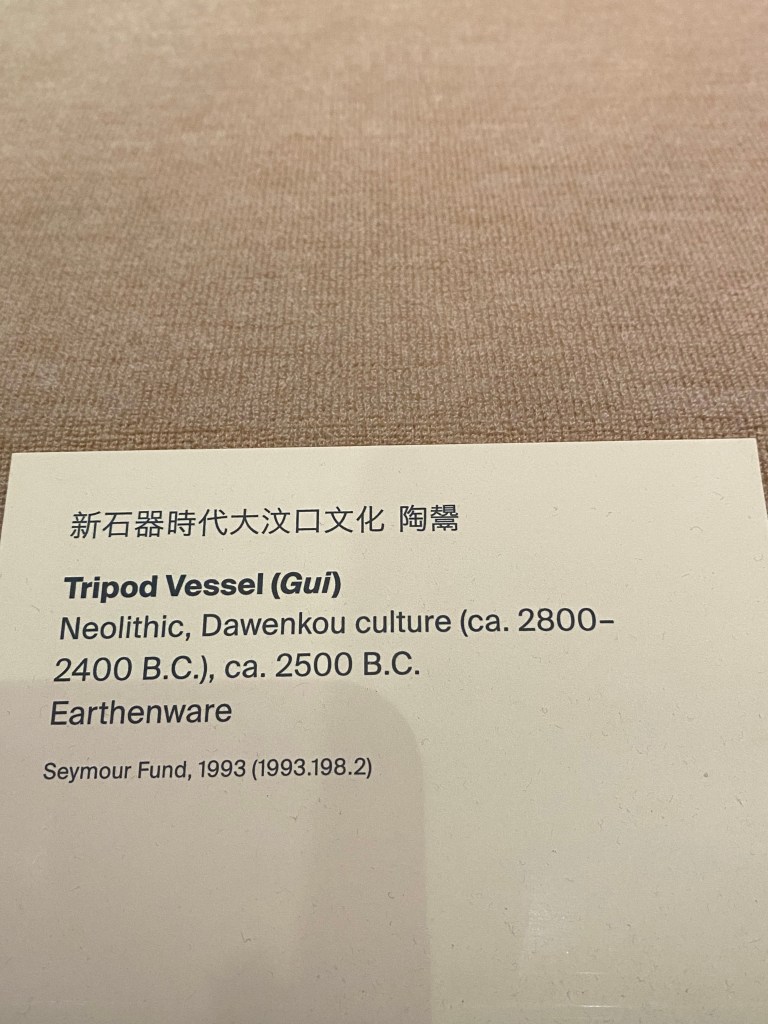 新石器時代大汶口文化 陶鬶
Tripod Vessel (Gui)
Neolithic, Dawenkou culture (ca. 2800–
2400 B.C.), ca. 2500 B.C.
Earthenware
Seymour Fund, 1993 (1993.198.2)